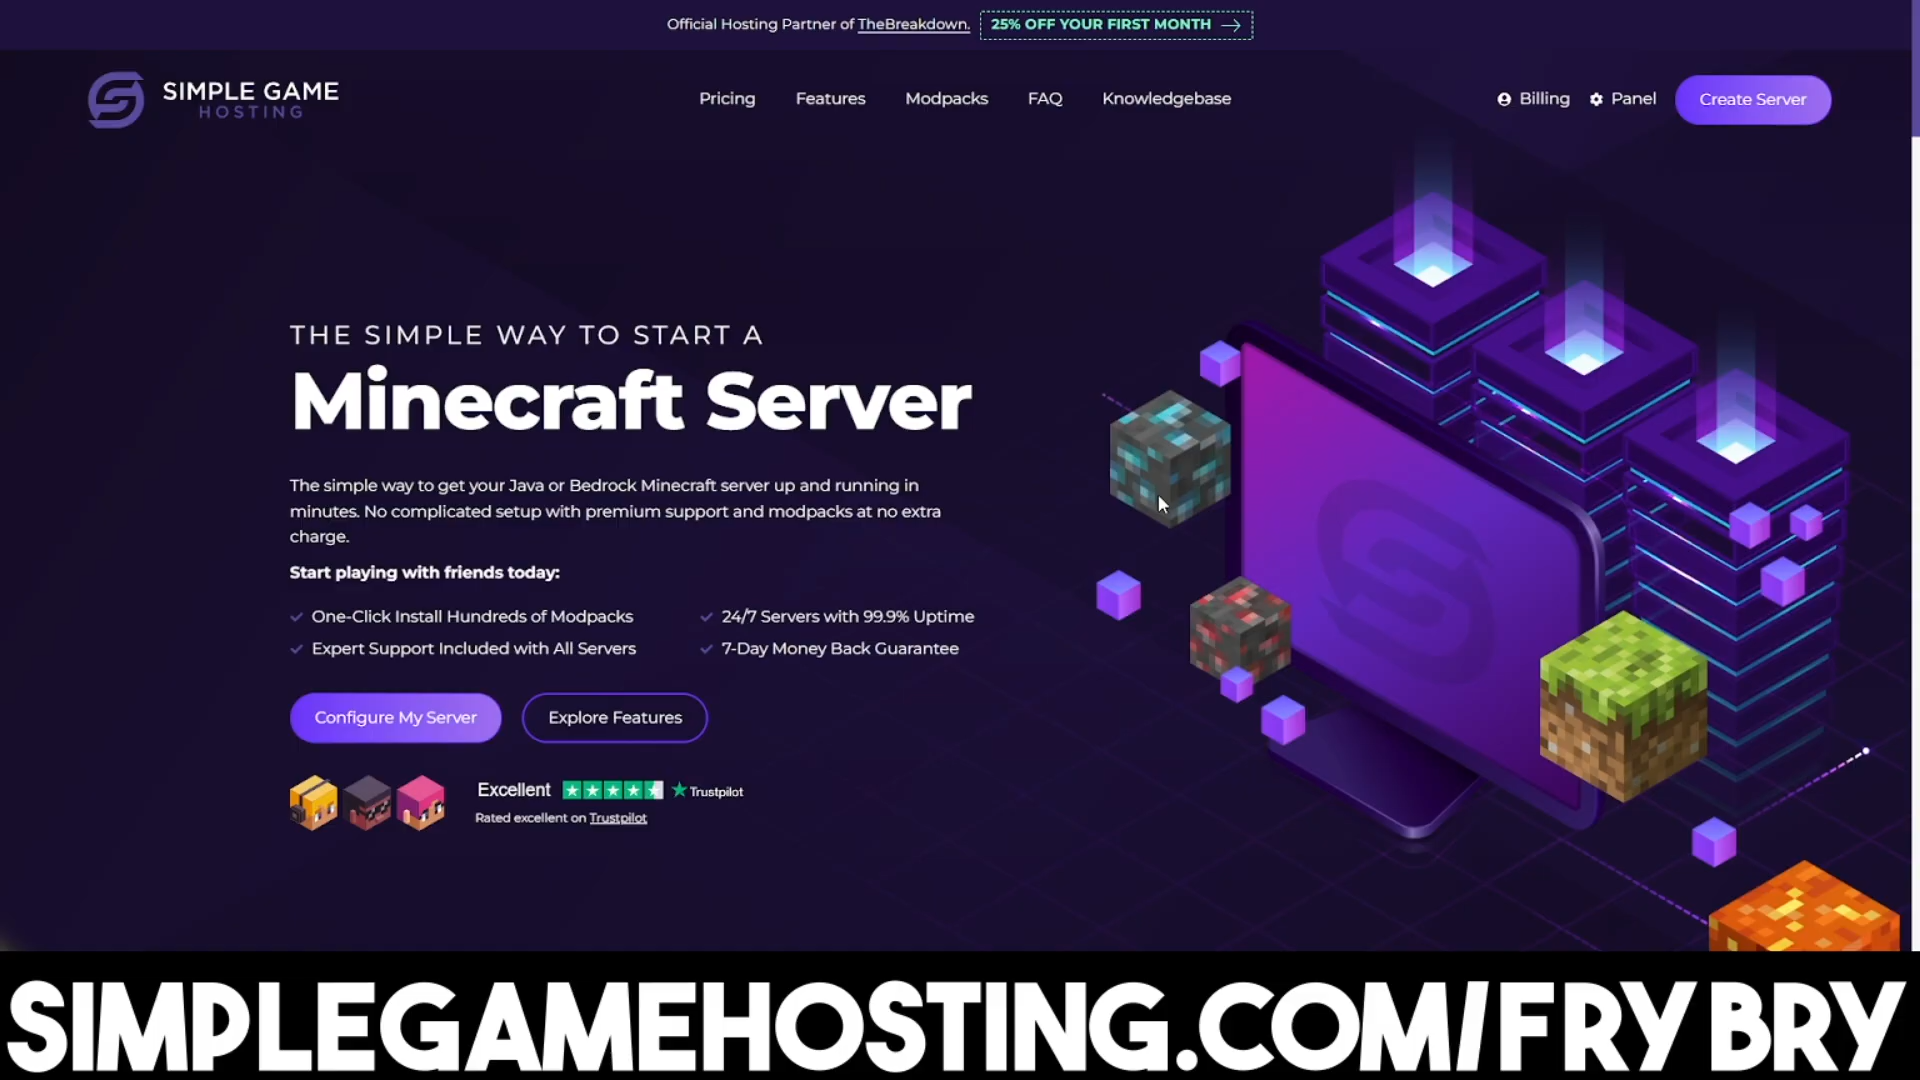 Official Hosting Partner of TheBreakdown. 25% OFF YOUR FIRST MONTH
SIMPLE GAME
HOSTING
Pricing Features Modpacks FAQ Knowledgebase
Billing Panel Create Server
THE SIMPLE WAY TO START A
Minecraft Server
The simple way to get your Java or Bedrock Minecraft server up and running in
minutes. No complicated setup with premium support and modpacks at no extra
charge.
Start playing with friends today:
One-Click Install Hundreds of Modpacks
24/7 Servers with 99.9% Uptime
Expert Support Included with All Servers
7-Day Money Back Guarantee
Configure My Server Explore Features
Excellent Trustpilot
Rated excellent on Trustpilot
SIMPLEGAMEHOSTING.COM/FRYBRY